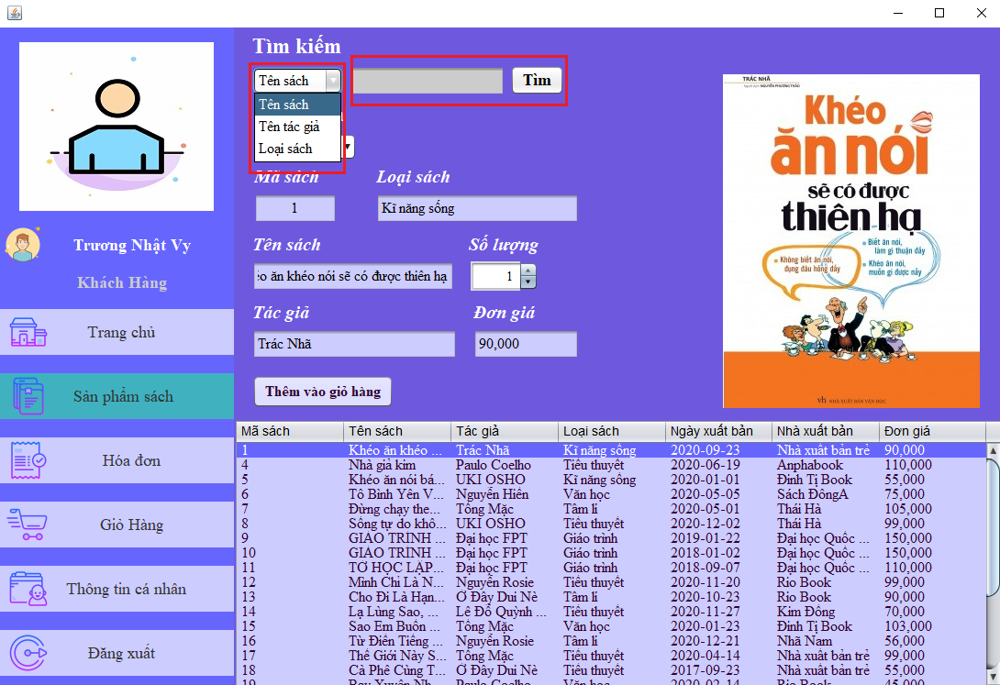 Tìm kiếm
Tên sách
Tìm
Tên sách
Tên tác giả
Loại sách
Mã sách
Loại sách
1
Kĩ năng sống
Tên sách
Số lượng
ăn khéo nói sẽ có được thiên hạ
1
Tác giả
Đơn giá
Trác Nhã
90,000
Thêm vào giỏ hàng
TRÁC NHÃ
Người dịch: NGUYỄN PHƯƠNG THẢO
Khéo
ăn nói
sẽ có được
thiên hạ
• Biết ăn nói,
làm gì thuận đấy
• Khéo ăn nói,
muốn gì được nấy
• Không biết ăn nói,
đụng đâu hỏng đấy
vh NHÀ XUẤT BẢN VĂN HỌC
Trương Nhật Vy
Khách Hàng
Trang chủ
Sản phẩm sách
Hóa đơn
Giỏ Hàng
Thông tin cá nhân
Đăng xuất
Mã sách Tên sách Tác giả Loại sách Ngày xuất bản Nhà xuất bản Đơn giá
1 Khéo ăn khéo ... Trác Nhã Kĩ năng sống 2020-09-23 Nhà xuất bản trẻ 90,000
4 Nhà giả kim Paulo Coelho Tiểu thuyết 2020-06-19 Anphabook 110,000
5 Khéo ăn nói bá... UKI OSHO Kĩ năng sống 2020-01-01 Đinh Tị Book 55,000
6 Tô Bình Yên V... Nguyễn Hiên Văn học 2020-05-05 Sách ĐôngA 75,000
7 Đừng chạy the... Tống Mặc Tâm lí 2020-05-01 Thái Hà 105,000
8 Sống tự do khô... UKI OSHO Tiểu thuyết 2020-12-02 Thái Hà 99,000
9 GIÁO TRÌNH ... Đại học FPT Giáo trình 2019-01-22 Đại học Quốc ... 150,000
10 GIÁO TRÌNH ... Đại học FPT Giáo trình 2018-01-02 Đại học Quốc ... 150,000
11 TỚ HỌC LẬP... Đại học FPT Giáo trình 2018-09-07 Đại học Quốc ... 110,000
12 Mình Chỉ Là N... Nguyễn Rosie Tiểu thuyết 2020-11-20 Rio Book 99,000
13 Cho Đi Là Hạn... Ở Đây Dui Nè Tâm lí 2020-10-23 Rio Book 90,000
14 Lạ Lùng Sao, ... Lê Đỗ Quỳnh ... Tiểu thuyết 2020-11-27 Kim Đồng 70,000
15 Sao Em Buồn ... Tống Mặc Văn học 2020-01-23 Đinh Tị Book 103,000
16 Từ Điển Tiếng ... Nguyễn Rosie Tâm lí 2020-12-21 Nhã Nam 56,000
17 Thế Giới Này S... Tống Mặc Tiểu thuyết 2020-04-14 Nhà xuất bản trẻ 99,000
18 Cà Phê Cùng T... Ở Đây Dui Nè Tiểu thuyết 2017-09-23 Nhà xuất bản trẻ 55,000